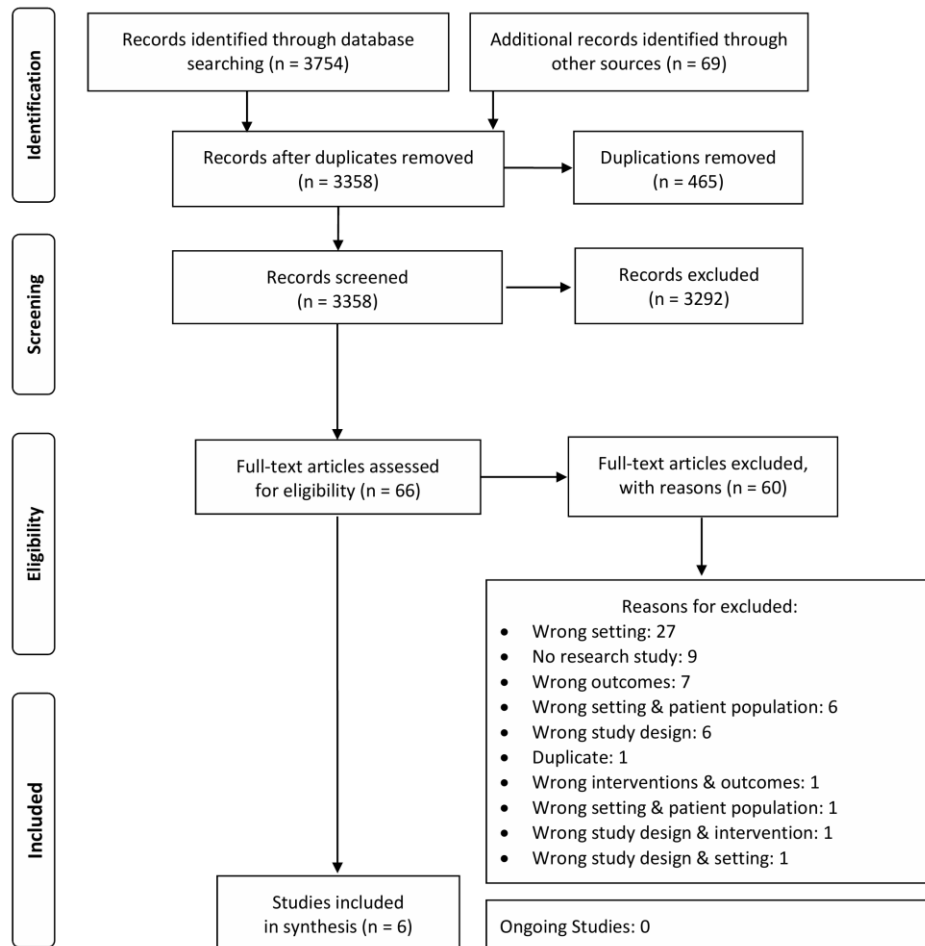 Identification
Records identified through database
searching (n = 3754)
Additional records identified through
other sources (n = 69)
Records after duplicates removed
(n = 3358)
Duplications removed
(n = 465)
Screening
Records screened
(n = 3358)
Records excluded
(n = 3292)
Eligibility
Full-text articles assessed
for eligibility (n = 66)
Full-text articles excluded,
with reasons (n = 60)
Reasons for excluded:
• Wrong setting: 27
• No research study: 9
• Wrong outcomes: 7
• Wrong setting & patient population: 6
• Wrong study design: 6
• Duplicate: 1
• Wrong interventions & outcomes: 1
• Wrong setting & patient population: 1
• Wrong study design & intervention: 1
• Wrong study design & setting: 1
Included
Studies included
in synthesis (n = 6)
Ongoing Studies: 0